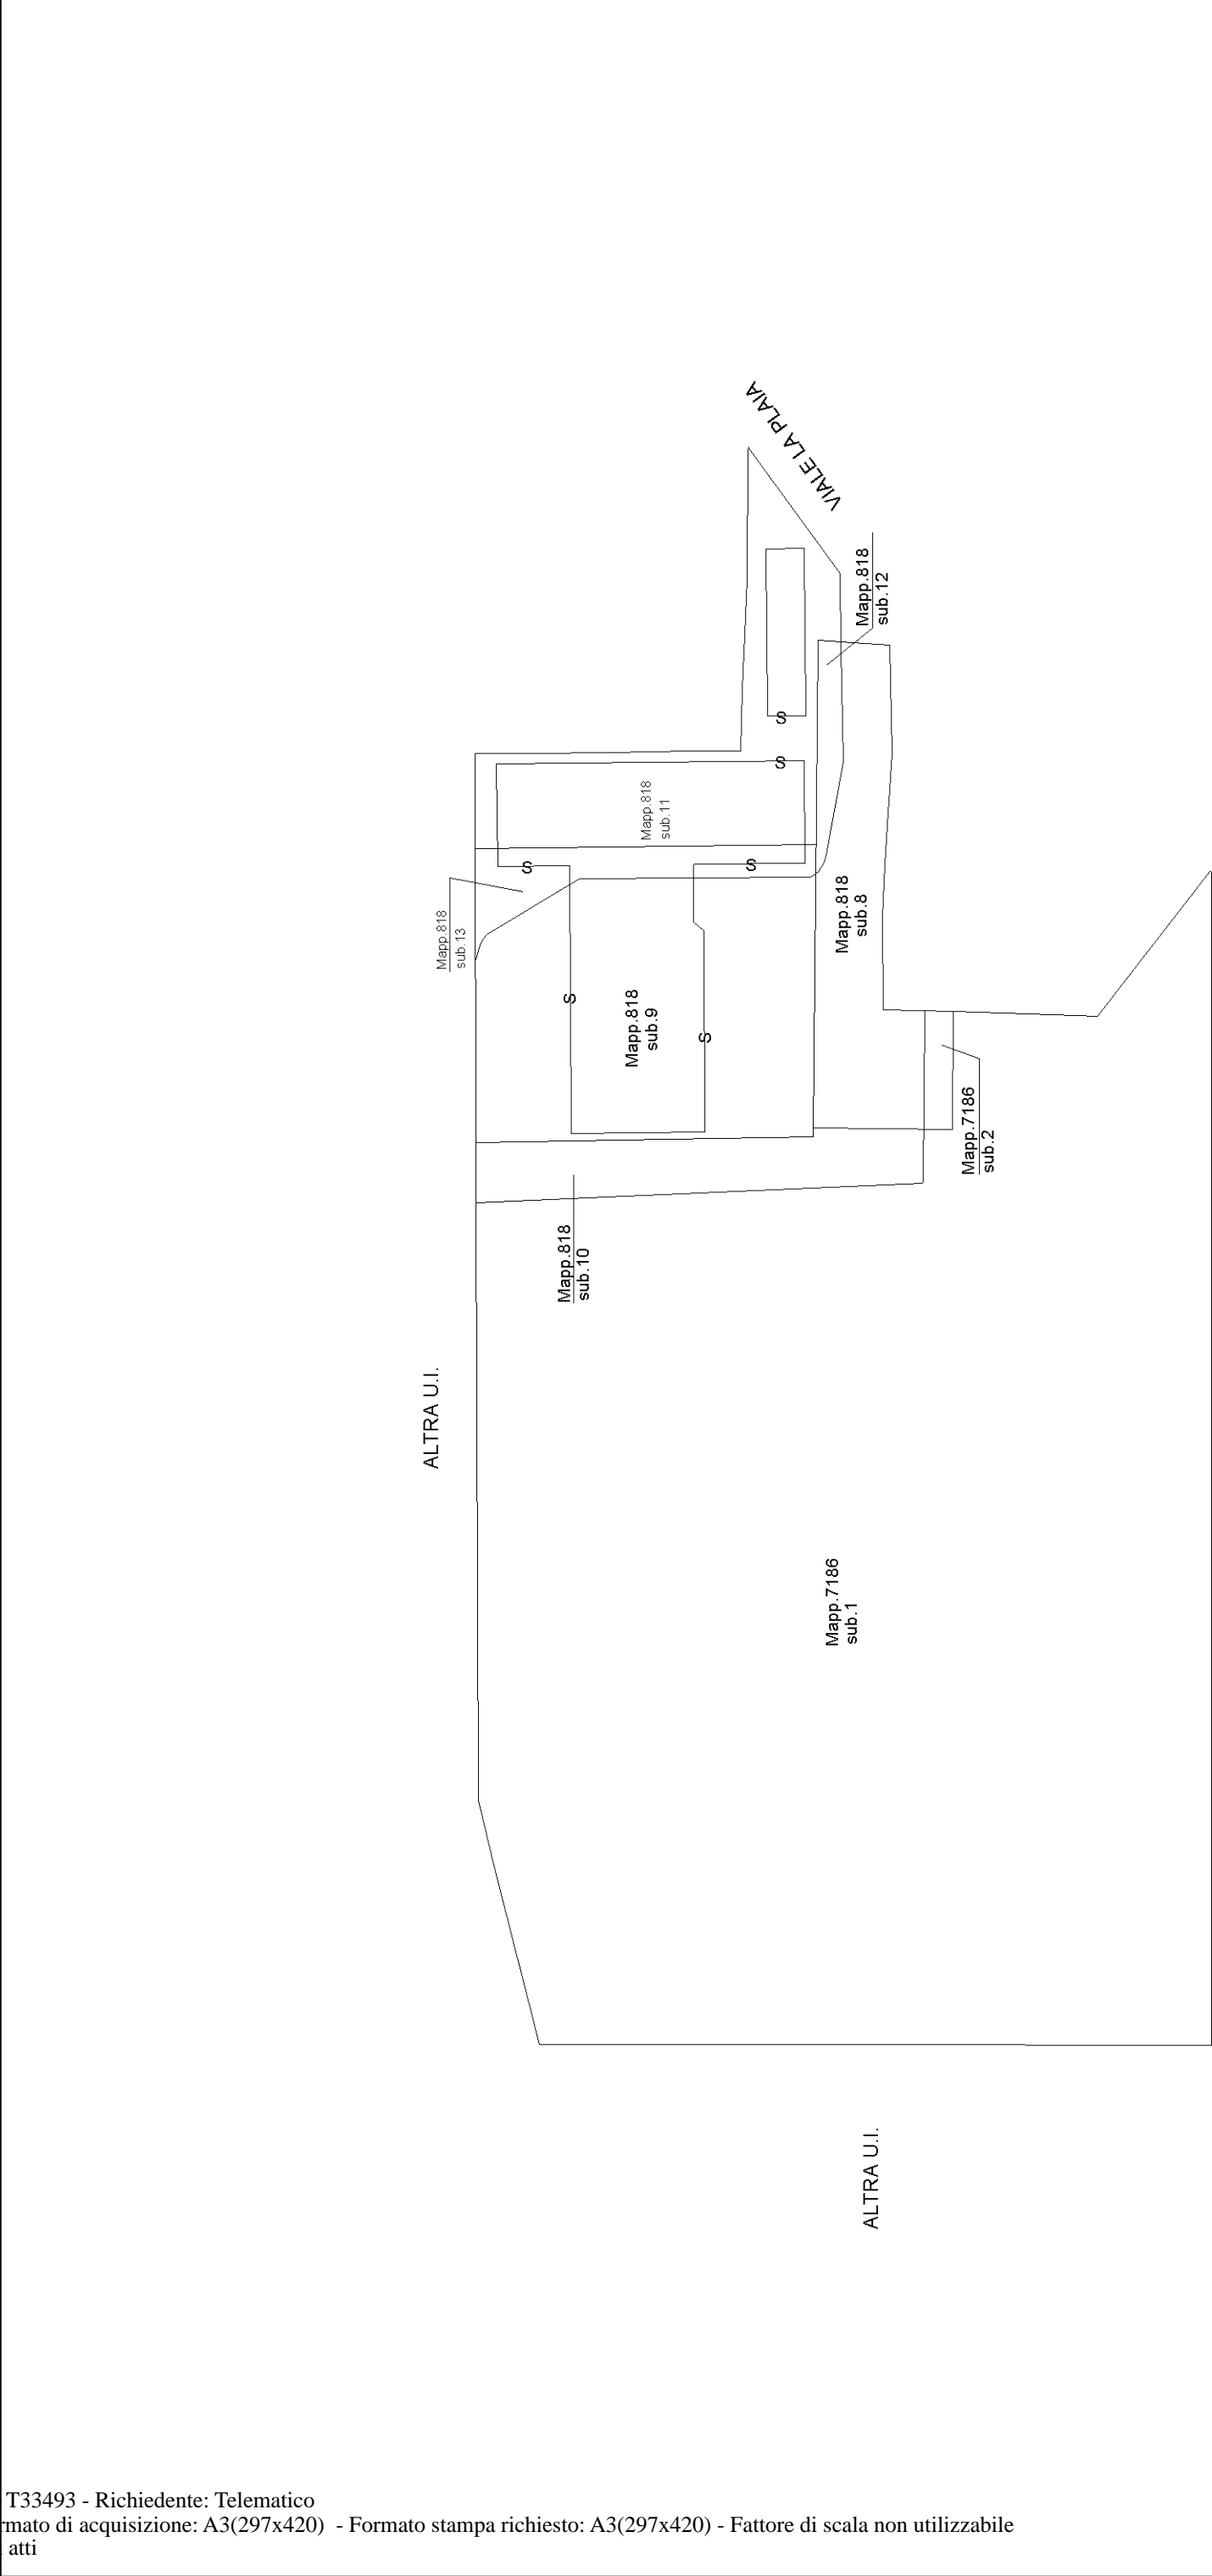 VIALE LA PLAIA
Mapp.818
sub.12
S
S
Mapp.818
sub.11
S
S
Mapp.818
sub.8
Mapp.818
sub.13
S
Mapp.818
sub.9
S
Mapp.7186
sub.2
Mapp.818
sub.10
ALTRA U.I.
Mapp.7186
sub.1
ALTRA U.I.
T33493 - Richiedente: Telematico
rmato di acquisizione: A3(297x420) - Formato stampa richiesto: A3(297x420) - Fattore di scala non utilizzabile
atti